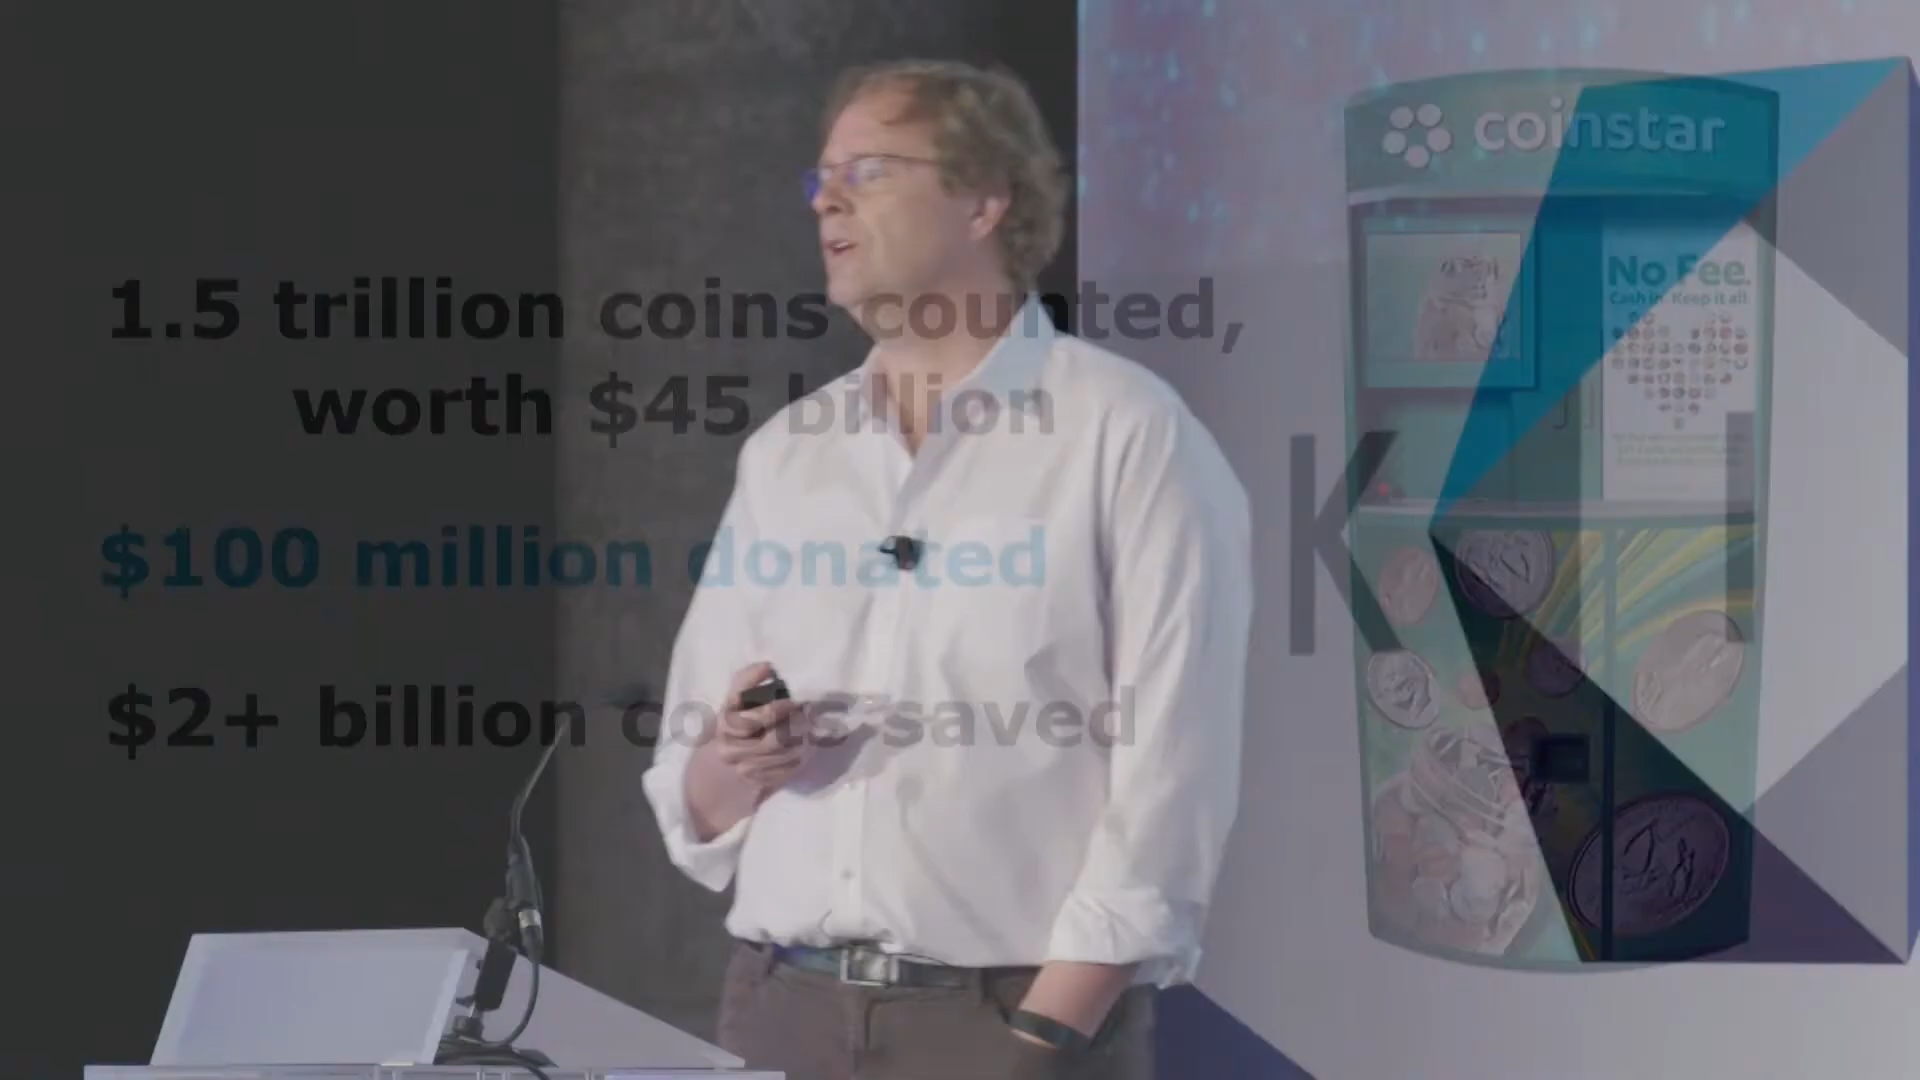 coinstar
No Fee.
Cash in. Keep it all.
1.5 trillion coins counted,
worth $45 billion
$100 million donated
$2+ billion costs saved
K